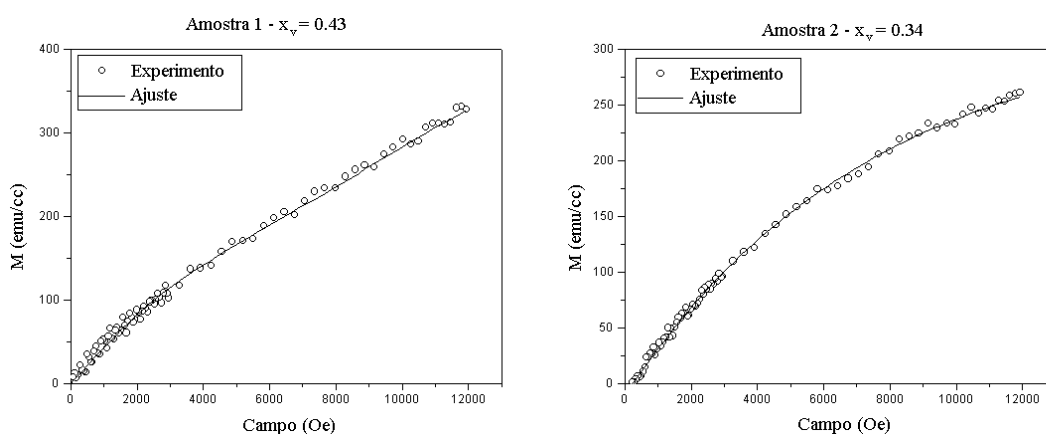 Amostra 1 - xv = 0.43
400
300
200
100
0
M (emu/cc)
Experimento
Ajuste
0 2000 4000 6000 8000 10000 12000
Campo (Oe)
Amostra 2 - xv = 0.34
300
250
200
150
100
50
0
M (emu/cc)
Experimento
Ajuste
0 2000 4000 6000 8000 10000 12000
Campo (Oe)